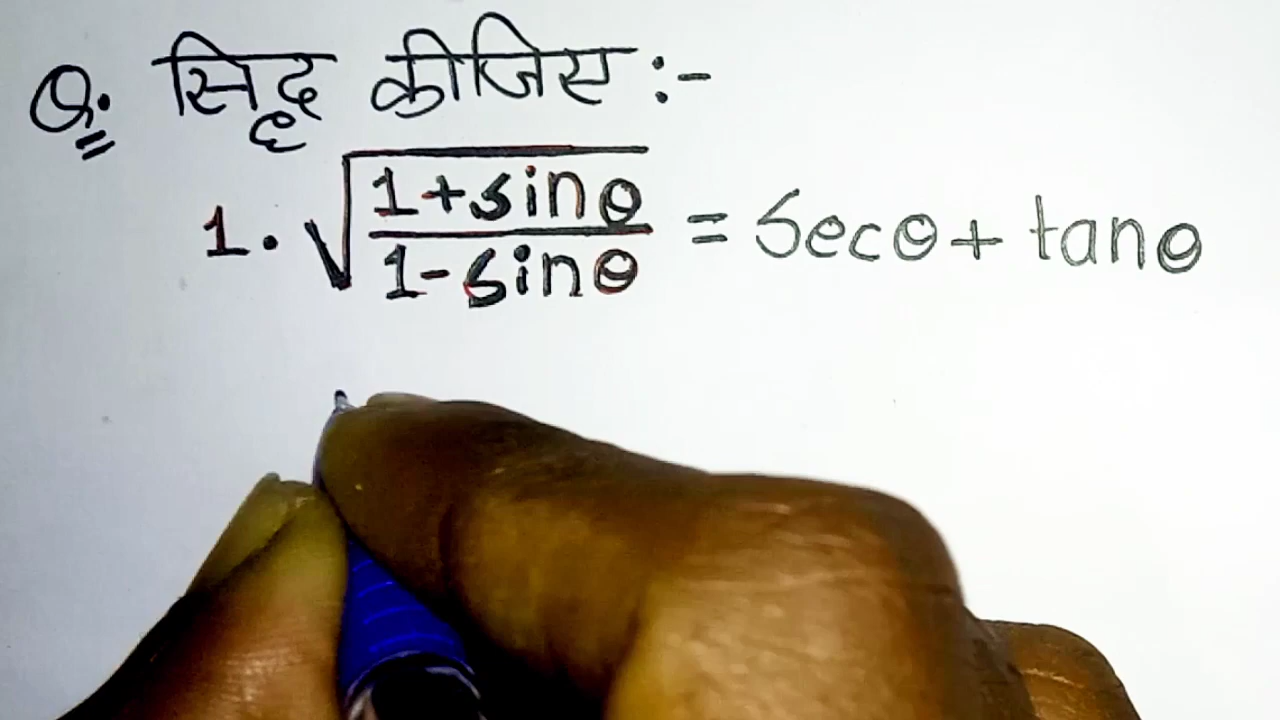 Q. सिद्ध कीजिए :-
1. √(1+sinθ)/(1-sinθ) = Secθ + tanθ